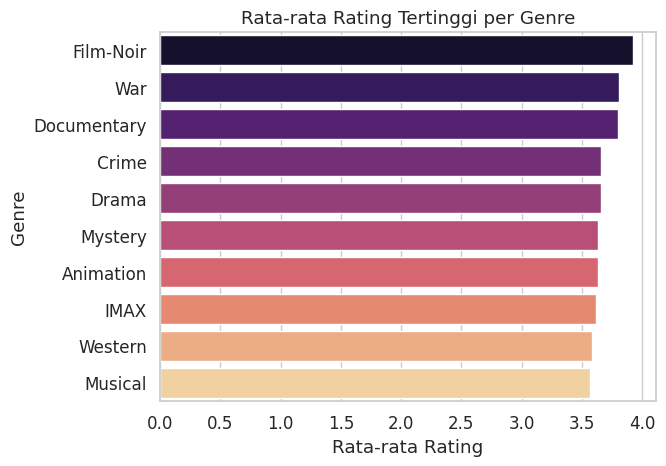 Rata-rata Rating Tertinggi per Genre
Genre
Film-Noir
War
Documentary
Crime
Drama
Mystery
Animation
IMAX
Western
Musical
0.0 0.5 1.0 1.5 2.0 2.5 3.0 3.5 4.0
Rata-rata Rating